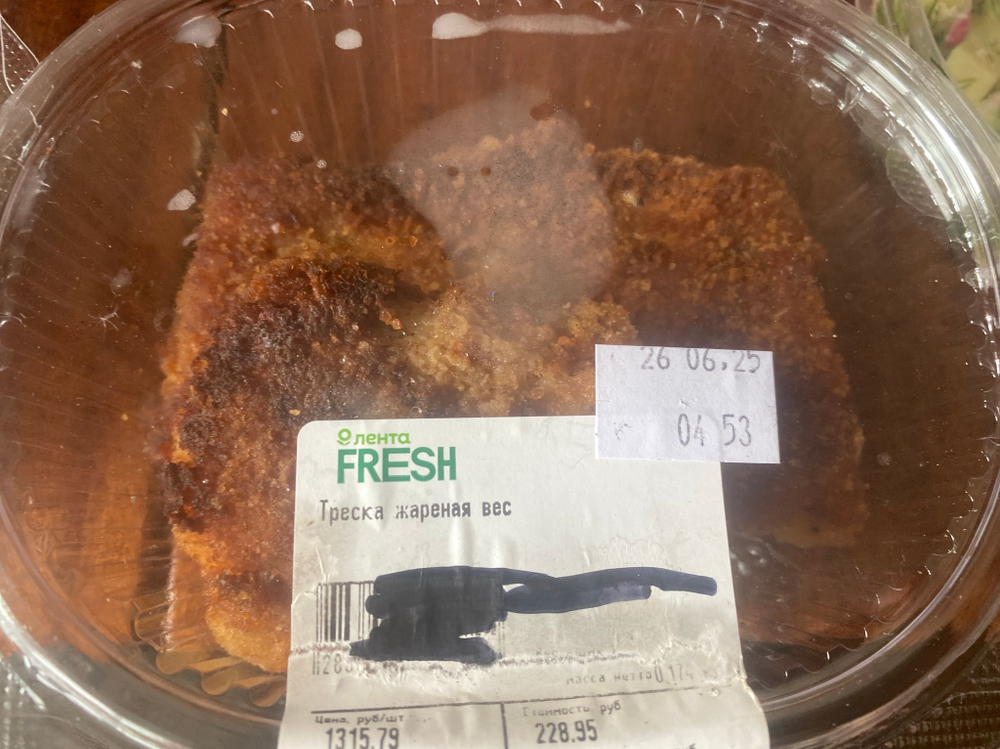 26 06.25
04 53
лента
FRESH
Треска жареная вес
масса нетто 0,174
Цена, руб/шт
Стоимость, руб
1315.79
228.95